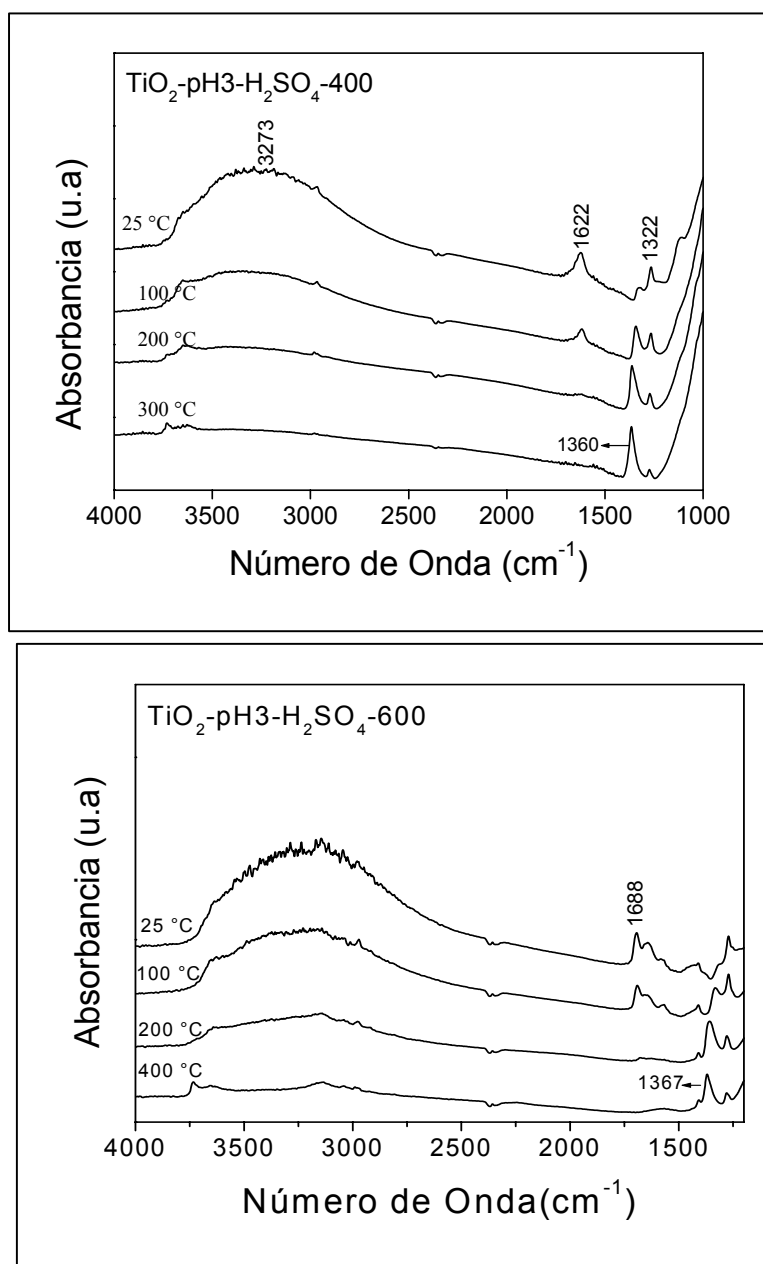 TiO2-pH3-H2SO4-400
3273
25 °C
1622
1322
100 °C
200 °C
300 °C
1360
Absorbancia (u.a)
4000 3500 3000 2500 2000 1500 1000
Número de Onda (cm-1)
TiO2-pH3-H2SO4-600
25 °C
1688
100 °C
200 °C
400 °C
1367
Absorbancia (u.a)
4000 3500 3000 2500 2000 1500
Número de Onda(cm-1)